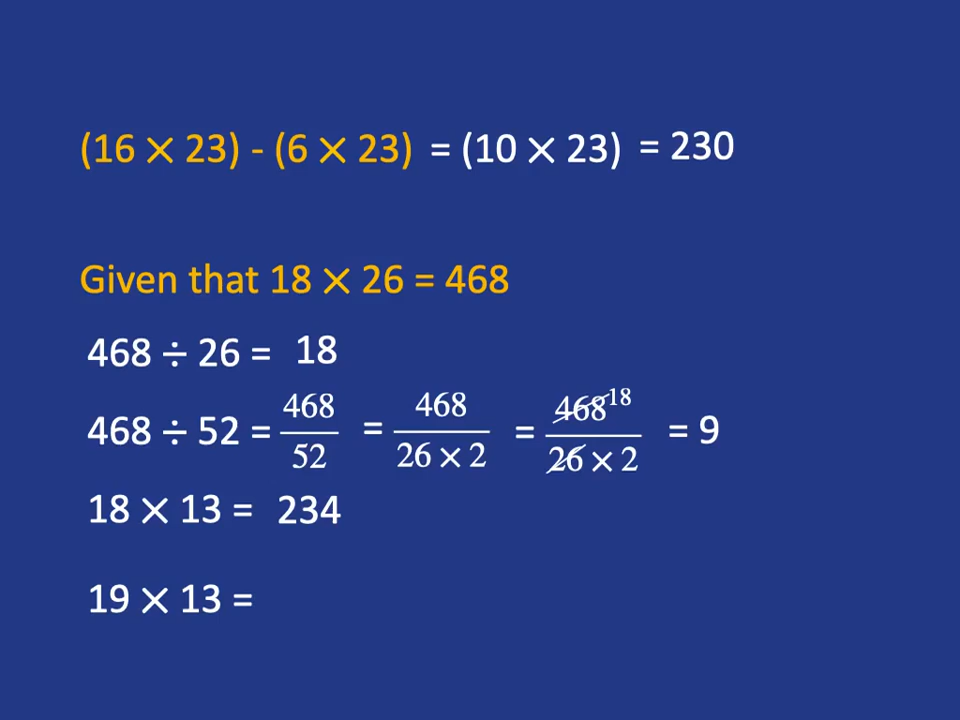 (16 × 23) - (6 × 23) = (10 × 23) = 230
Given that 18 × 26 = 468
468 ÷ 26 = 18
468 ÷ 52 = 468/52 = 468/(26 × 2) = 468^18/(26 × 2) = 9
18 × 13 = 234
19 × 13 =